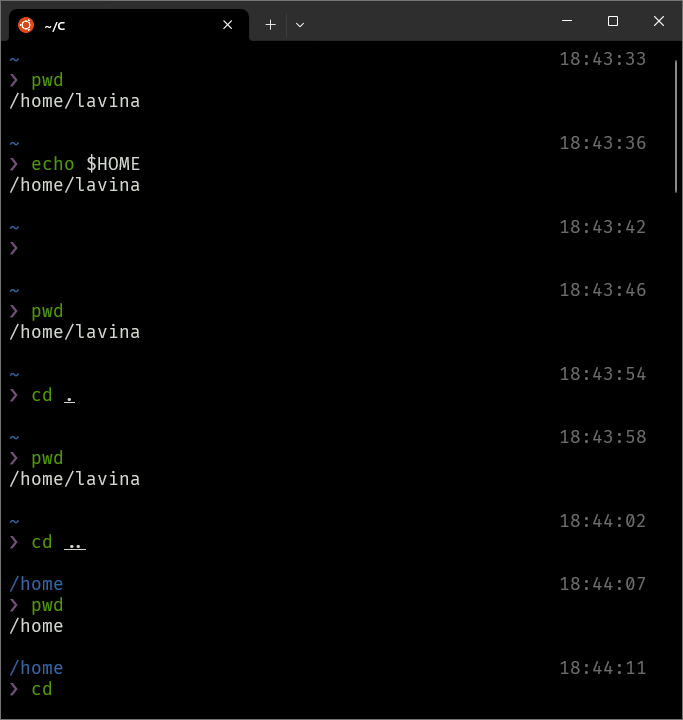 ~/C
~ 18:43:33
❯ pwd
/home/lavina
~ 18:43:36
❯ echo $HOME
/home/lavina
~ 18:43:42
❯
~ 18:43:46
❯ pwd
/home/lavina
~ 18:43:54
❯ cd .
~ 18:43:58
❯ pwd
/home/lavina
~ 18:44:02
❯ cd ..
/home 18:44:07
❯ pwd
/home
/home 18:44:11
❯ cd